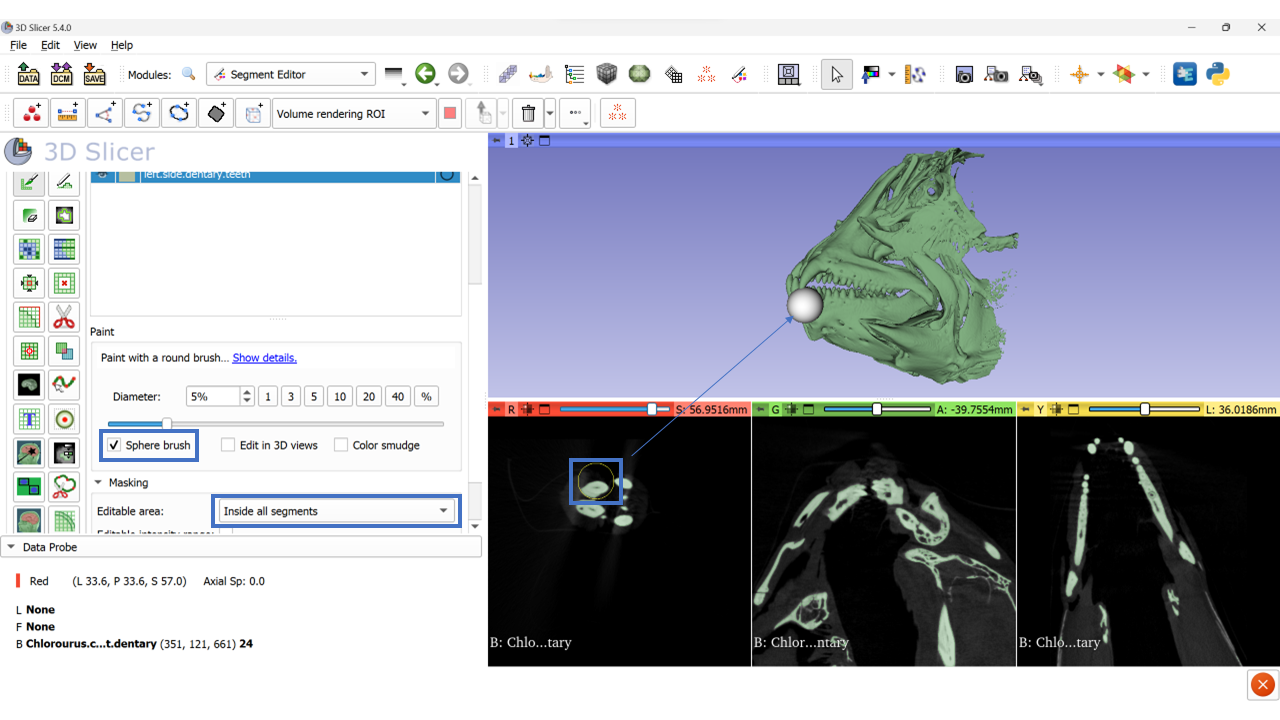 3D Slicer 5.4.0
File Edit View Help
DATA DCM SAVE Modules: Segment Editor
Volume rendering ROI
3D Slicer
1
left.side.dentary.teeth
Paint
Paint with a round brush... Show details.
Diameter: 5% 1 3 5 10 20 40 %
Sphere brush Edit in 3D views Color smudge
Masking
Editable area: Inside all segments
Editable intensity range:
R S: 56.9516mm G A: -39.7554mm Y L: 36.0186mm
B: Chlo...tary B: Chlor...ntary B: Chlo...tary
Data Probe
Red (L 33.6, P 33.6, S 57.0) Axial Sp: 0.0
L None
F None
B Chlorourus.c...t.dentary (351, 121, 661) 24